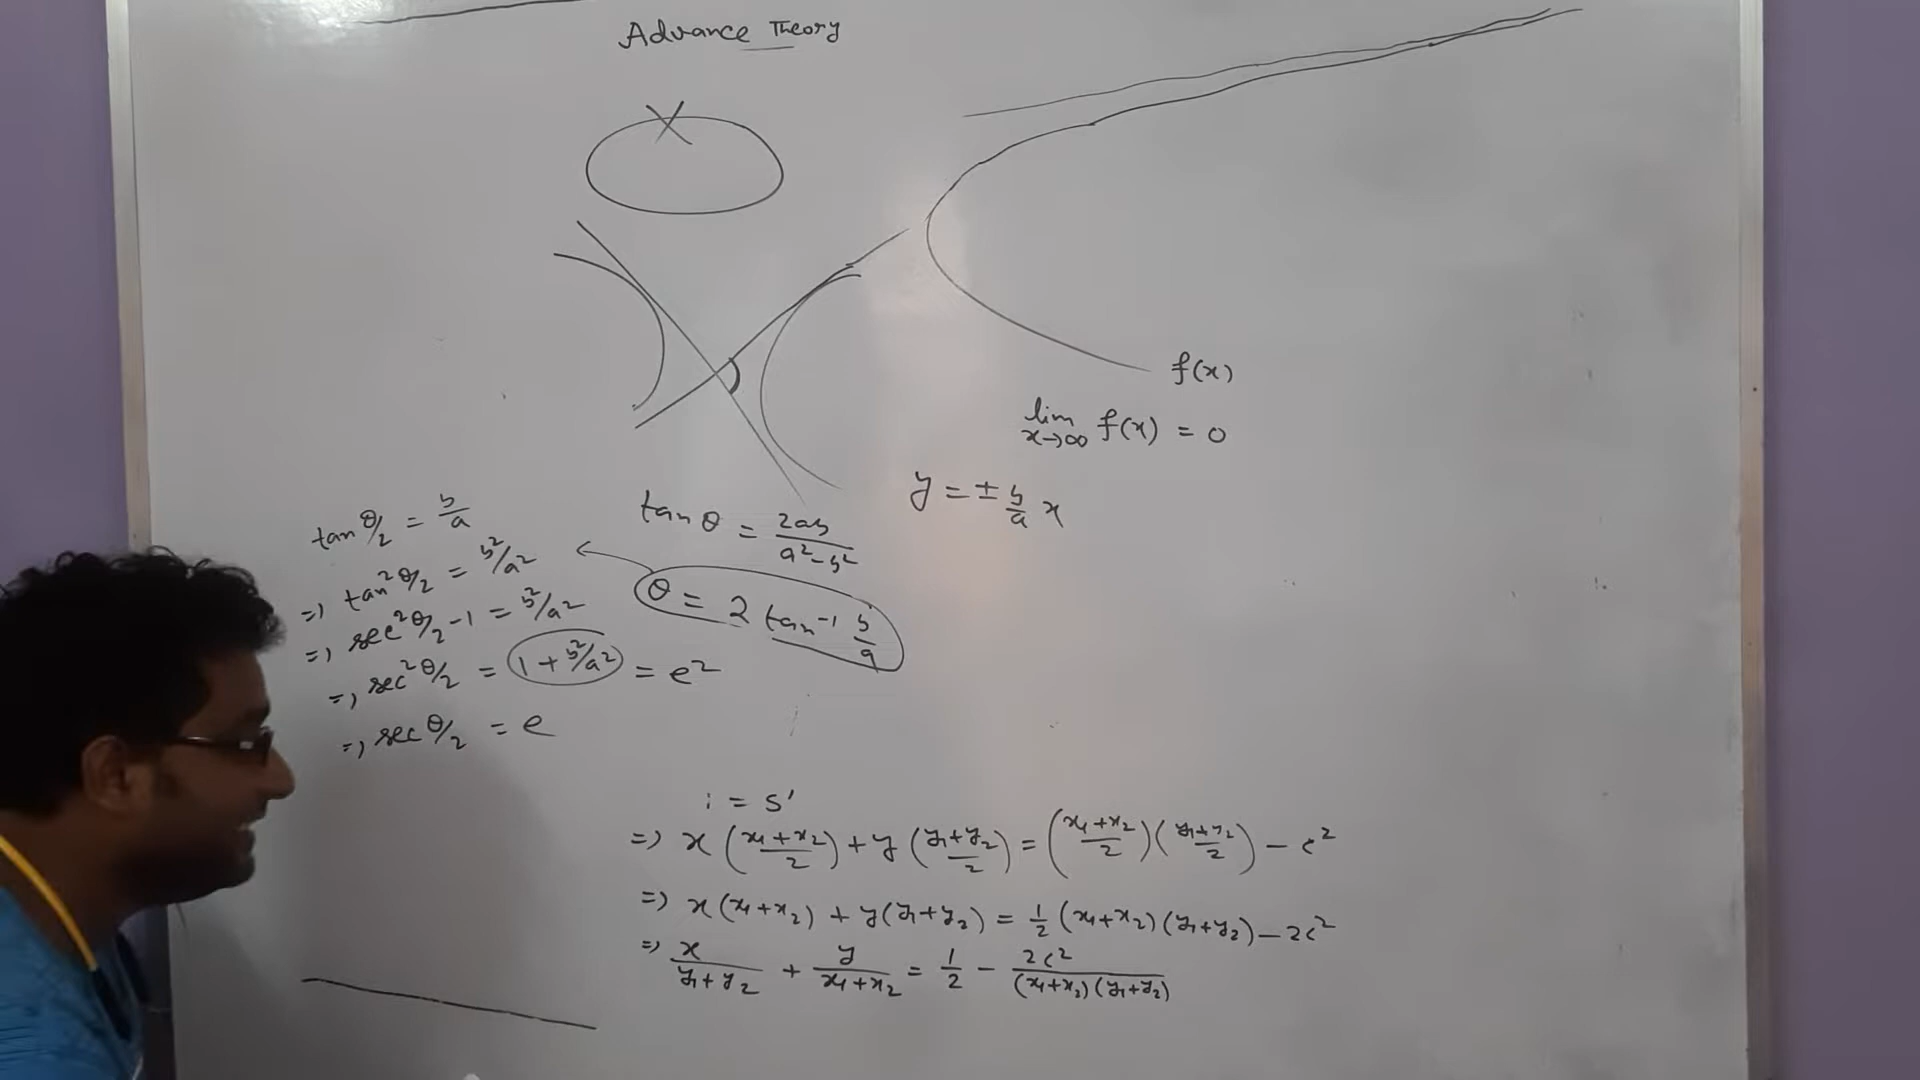 Advance Theory
f(x)
lim x→∞ f(x) = 0
y = ± b/a x
tan θ = 2ab/(a²-b²)
θ = 2 tan⁻¹ b/a
tan θ/2 = b/a
=> tan² θ/2 = b²/a²
=> sec² θ/2 - 1 = b²/a²
=> sec² θ/2 = 1 + b²/a² = e²
=> sec θ/2 = e
i = s'
=> x ((x₁+x₂)/2) + y ((y₁+y₂)/2) = ((x₁+x₂)/2)((y₁+y₂)/2) - c²
=> x(x₁+x₂) + y(y₁+y₂) = 1/2 (x₁+x₂)(y₁+y₂) - 2c²
=> x/(y₁+y₂) + y/(x₁+x₂) = 1/2 - 2c²/((x₁+x₂)(y₁+y₂))